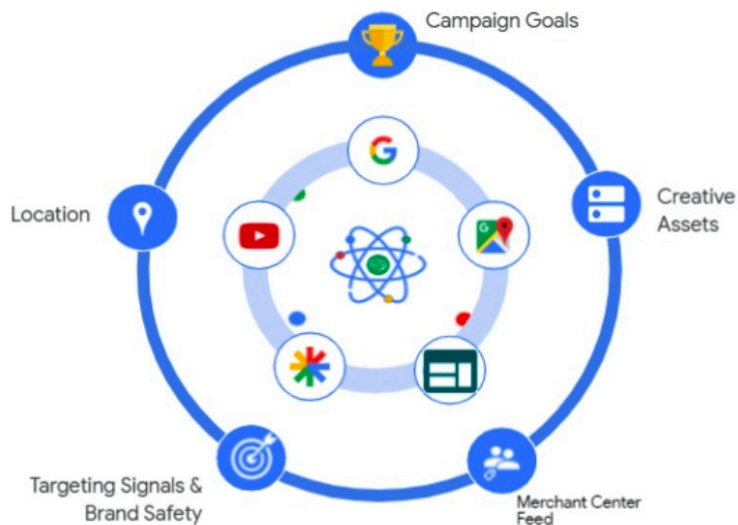 Campaign Goals
Location
Creative
Assets
Targeting Signals &
Brand Safety
Merchant Center
Feed